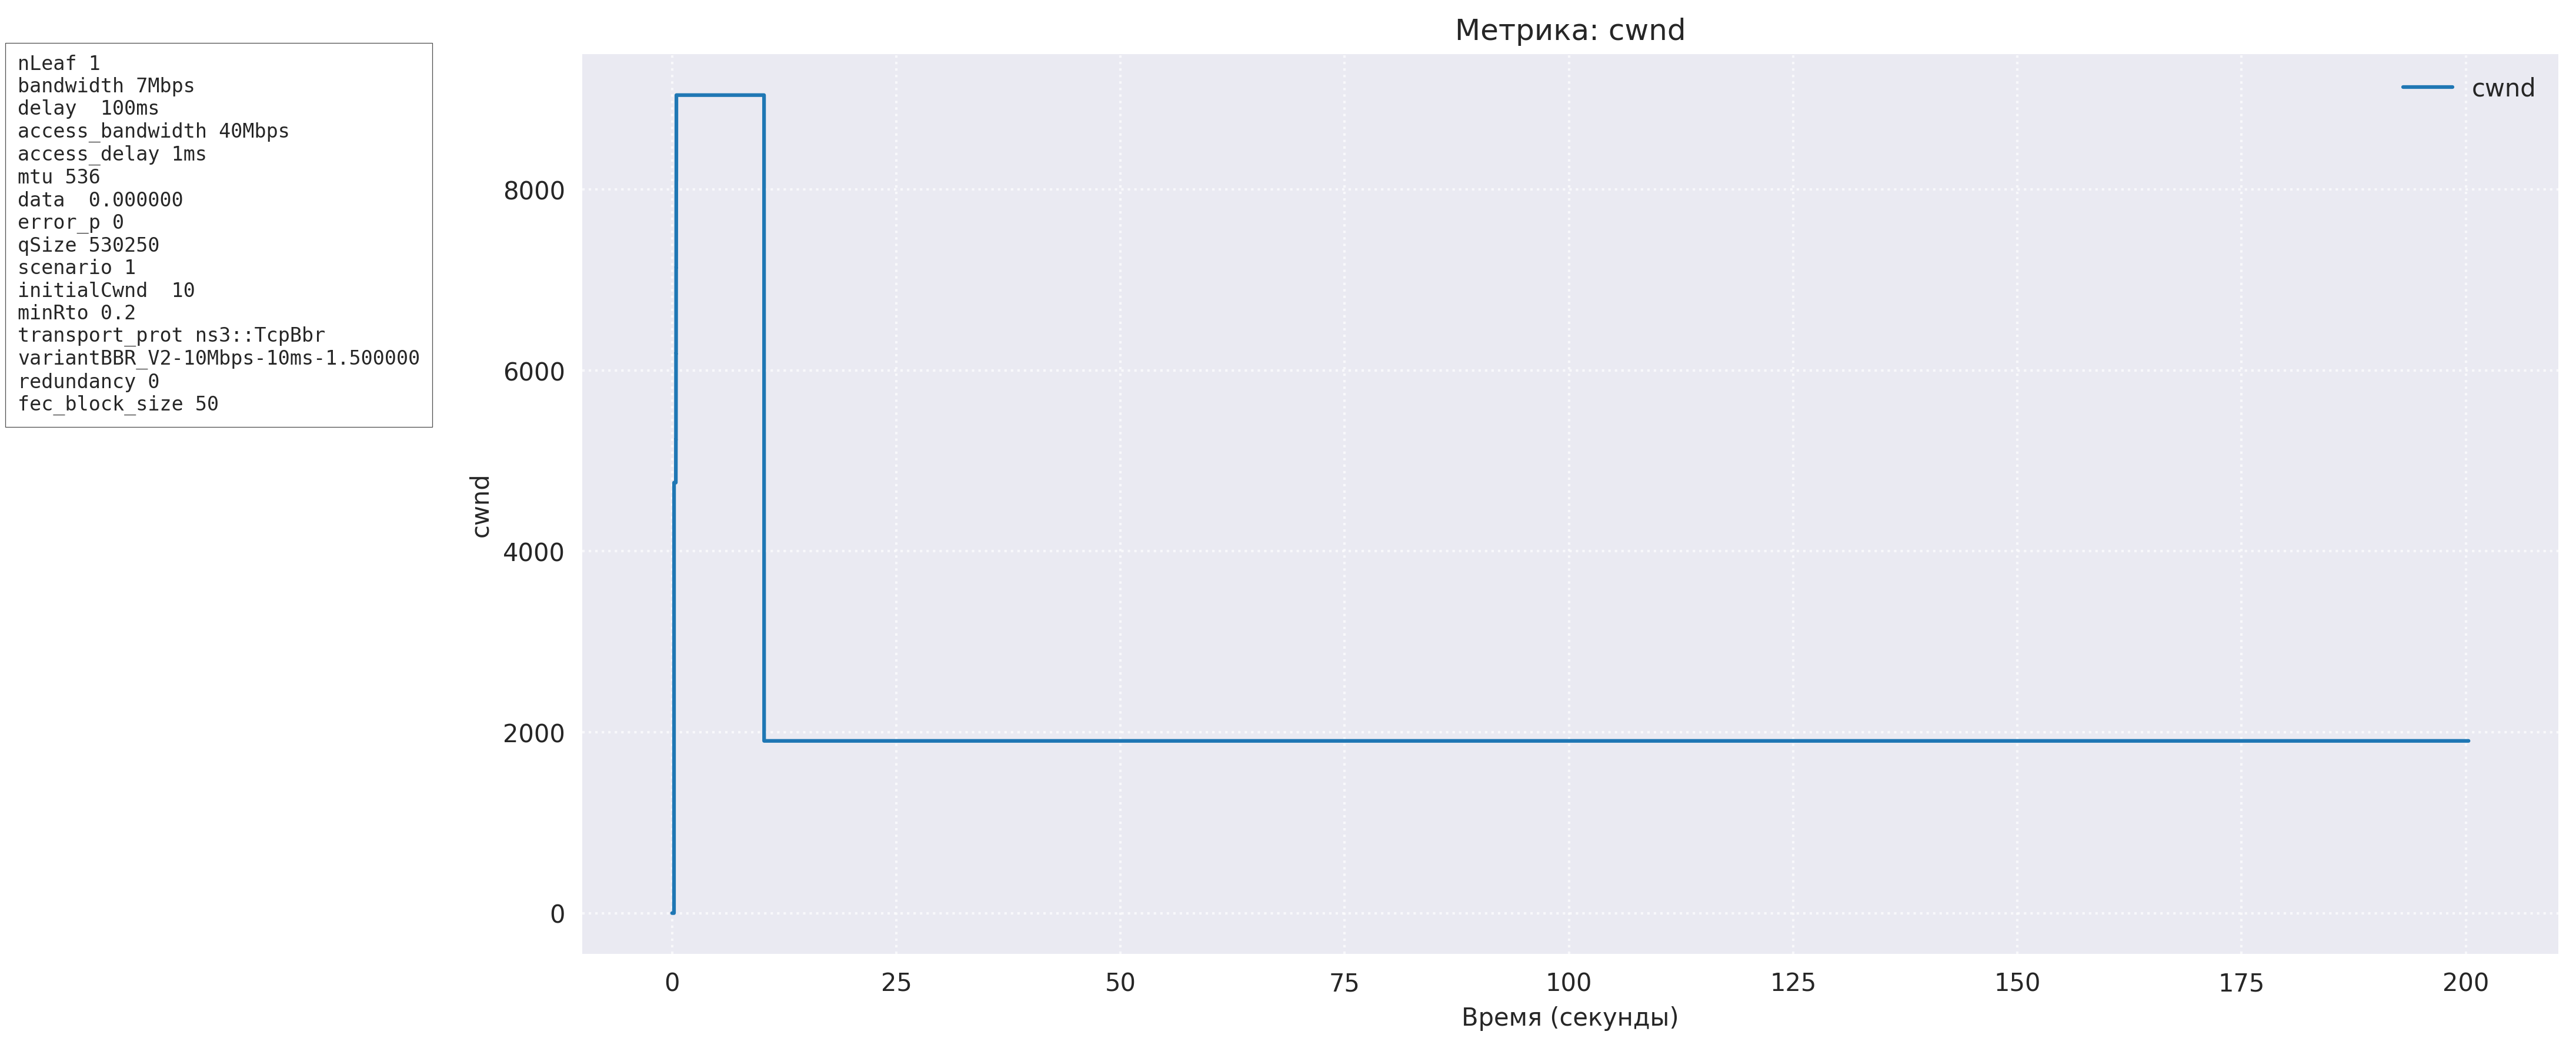 Метрика: cwnd
nLeaf 1
bandwidth 7Mbps
delay  100ms
access_bandwidth 40Mbps
access_delay 1ms
mtu 536
data  0.000000
error_p 0
qSize 530250
scenario 1
initialCwnd  10
minRto 0.2
transport_prot ns3::TcpBbr
variantBBR_V2-10Mbps-10ms-1.500000
redundancy 0
fec_block_size 50
cwnd
cwnd
8000
6000
4000
2000
0
0 25 50 75 100 125 150 175 200
Время (секунды)